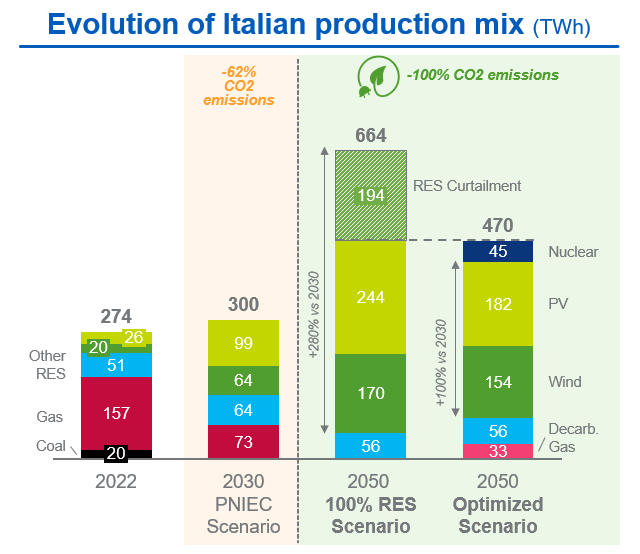 Evolution of Italian production mix (TWh)
-62%
CO2
emissions
-100% CO2 emissions
664
194
RES Curtailment
470
45
Nuclear
274
300
+280% vs 2030
244
+100% vs 2030
182
PV
26
20
99
Other
RES
51
64
170
154
Wind
Gas
157
64
56
56
Decarb.
Gas
Coal
20
73
33
2022
2030
PNIEC
Scenario
2050
100% RES
Scenario
2050
Optimized
Scenario